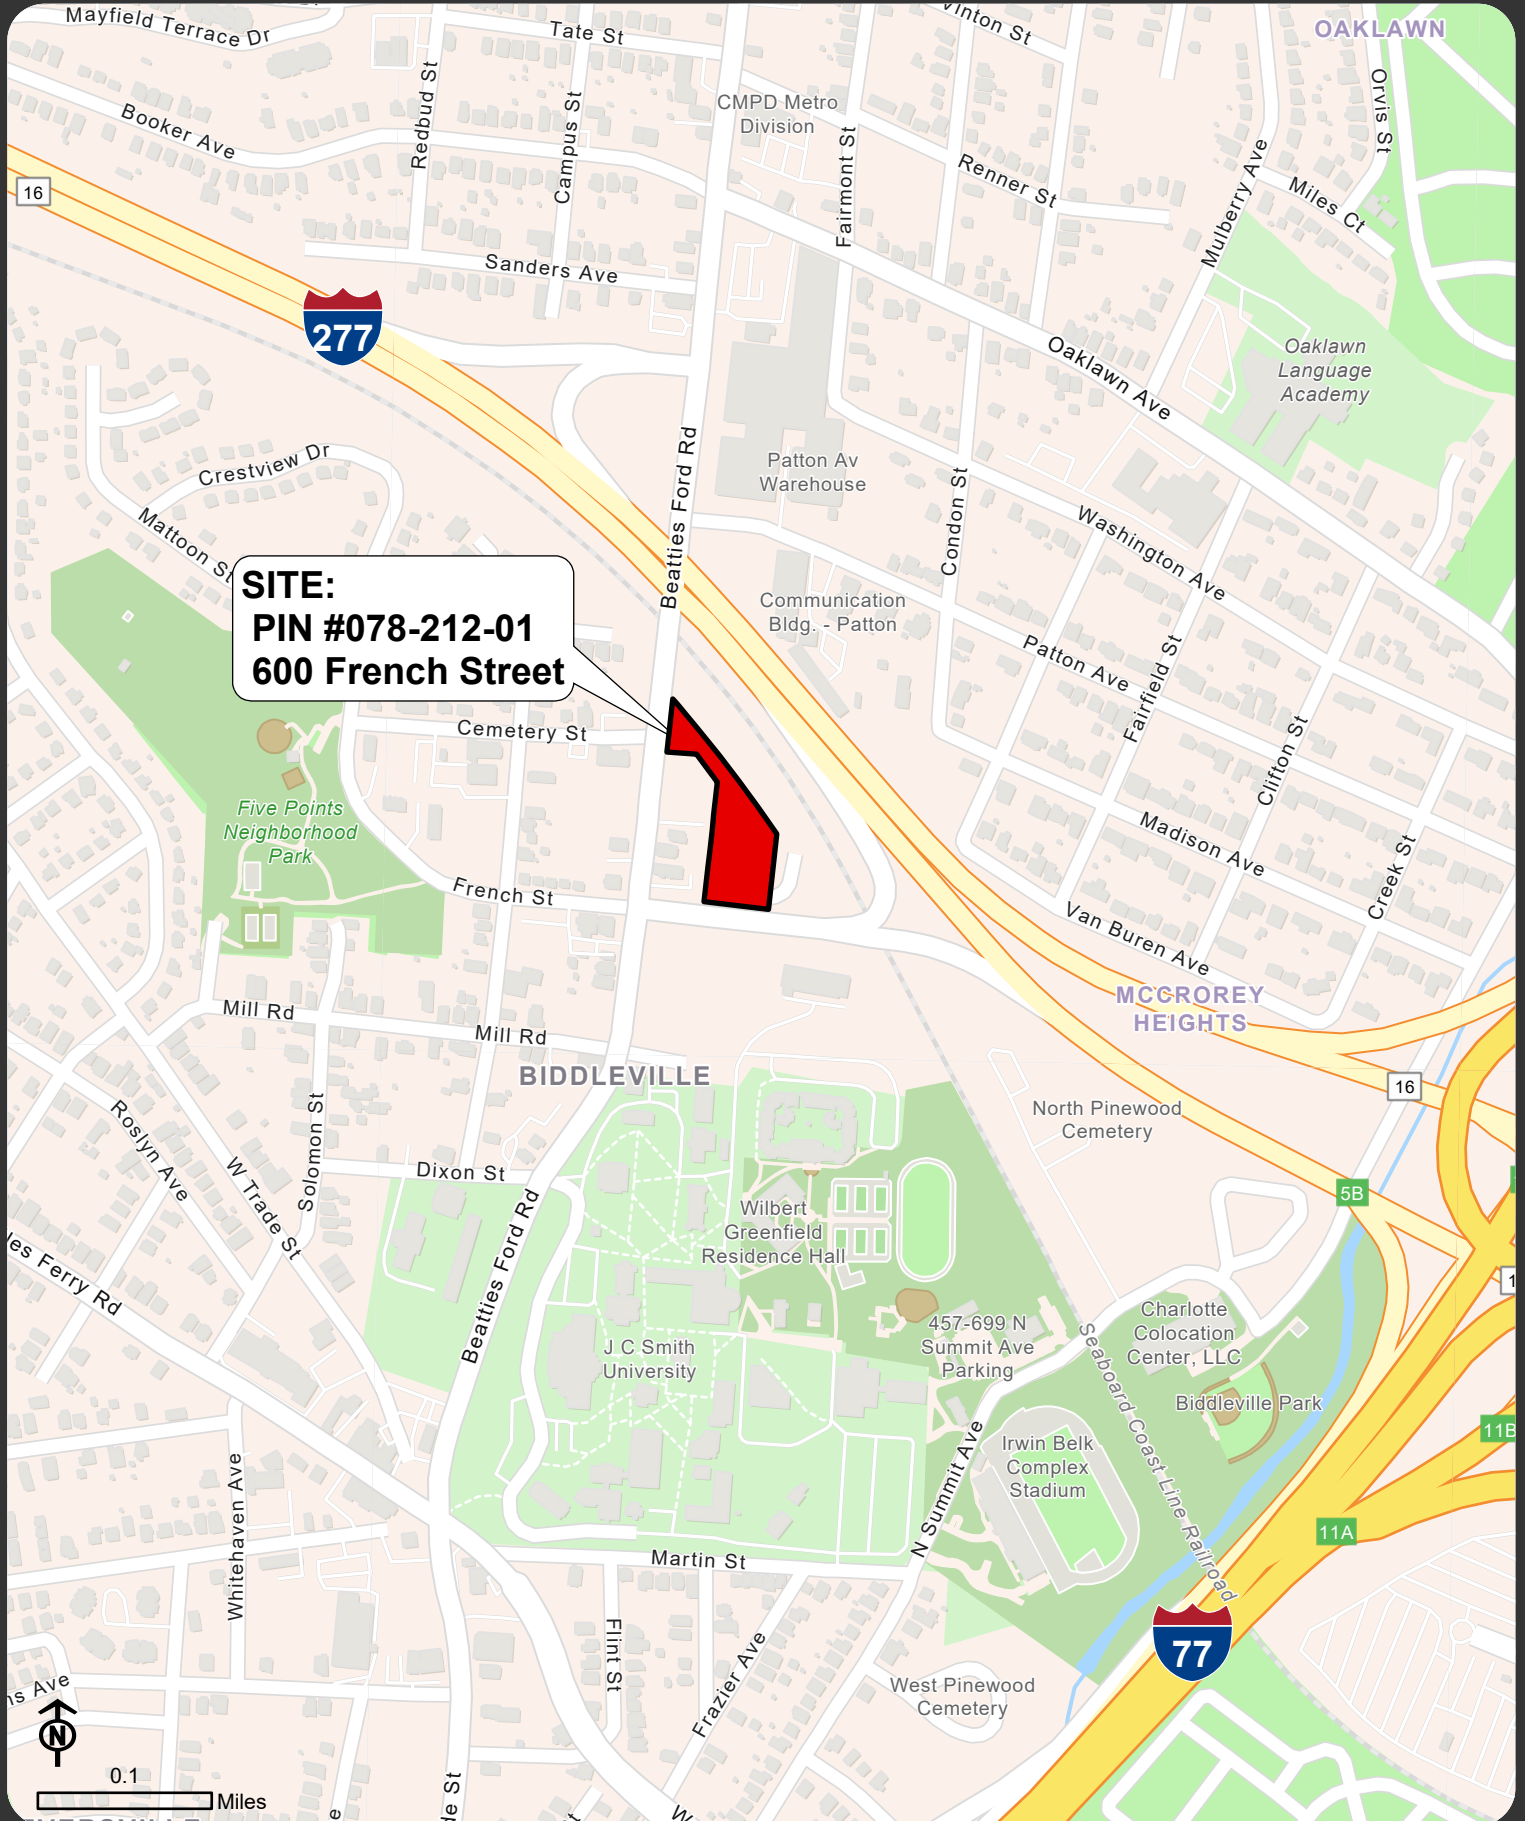 Mayfield Terrace Dr
Tate St
Vinton St
OAKLAWN
Booker Ave
Redbud St
Campus St
CMPD Metro
Division
Fairmont St
Renner St
Orvis St
Mulberry Ave
Miles Ct
16
Sanders Ave
277
Oaklawn Ave
Oaklawn
Language
Academy
Crestview Dr
Beatties Ford Rd
Patton Av
Warehouse
Condon St
Washington Ave
Mattoon St
SITE:
PIN #078-212-01
600 French Street
Communication
Bldg. - Patton
Patton Ave
Fairfield St
Cemetery St
Clifton St
Five Points
Neighborhood
Park
Madison Ave
Creek St
French St
Van Buren Ave
MCCROREY
HEIGHTS
Mill Rd
Mill Rd
BIDDLEVILLE
16
Roslyn Ave
Solomon St
North Pinewood
Cemetery
W Trade St
Dixon St
5B
Beatties Ford Rd
Wilbert
Greenfield
Residence Hall
les Ferry Rd
J C Smith
University
457-699 N
Summit Ave
Parking
Charlotte
Colocation
Center, LLC
Seaboard Coast Line Railroad
Biddleville Park
11B
Irwin Belk
Complex
Stadium
N Summit Ave
11A
Whitehaven Ave
Martin St
Flint St
Frazier Ave
77
West Pinewood
Cemetery
ns Ave
N
0.1
Miles
de St
W